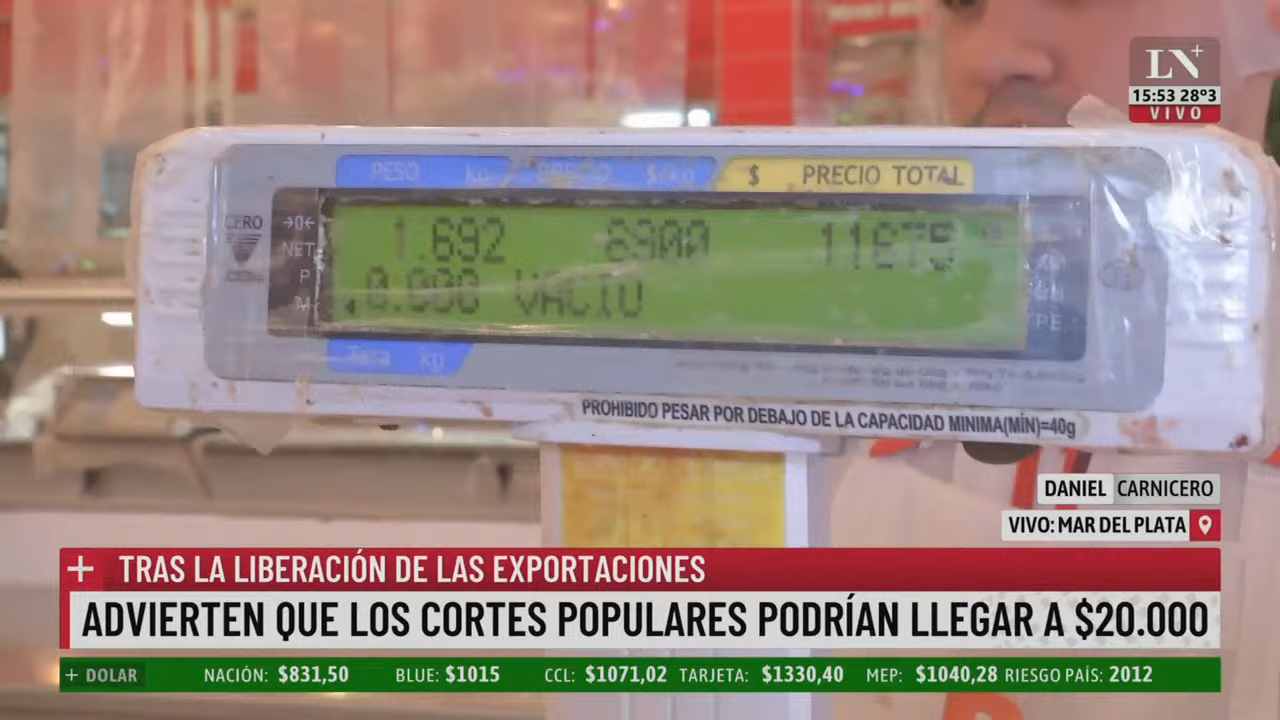 LN+
15:53 28º3
VIVO
PESO kg PRECIO $/kg $ PRECIO TOTAL
CERO
→0←
NET
P
M
1.692 6900 11675
0.000 VACIO
Tara kg
PROHIBIDO PESAR POR DEBAJO DE LA CAPACIDAD MINIMA(MÍN)=40g
DANIEL CARNICERO
VIVO: MAR DEL PLATA
+ TRAS LA LIBERACIÓN DE LAS EXPORTACIONES
ADVIERTEN QUE LOS CORTES POPULARES PODRÍAN LLEGAR A $20.000
+ DOLAR NACIÓN: $831,50 BLUE: $1015 CCL: $1071,02 TARJETA: $1330,40 MEP: $1040,28 RIESGO PAÍS: 2012